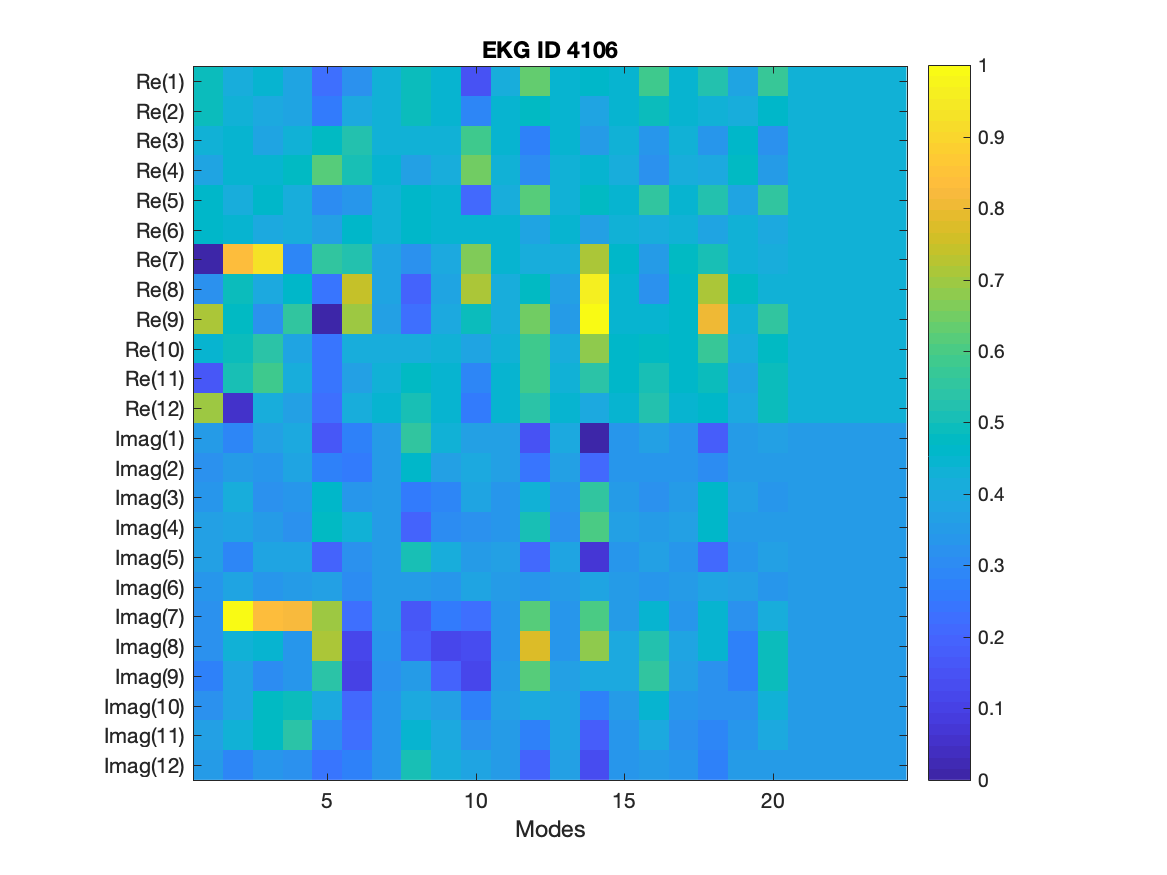 EKG ID 4106
Re(1)
Re(2)
Re(3)
Re(4)
Re(5)
Re(6)
Re(7)
Re(8)
Re(9)
Re(10)
Re(11)
Re(12)
Imag(1)
Imag(2)
Imag(3)
Imag(4)
Imag(5)
Imag(6)
Imag(7)
Imag(8)
Imag(9)
Imag(10)
Imag(11)
Imag(12)
5 10 15 20
Modes
1
0.9
0.8
0.7
0.6
0.5
0.4
0.3
0.2
0.1
0